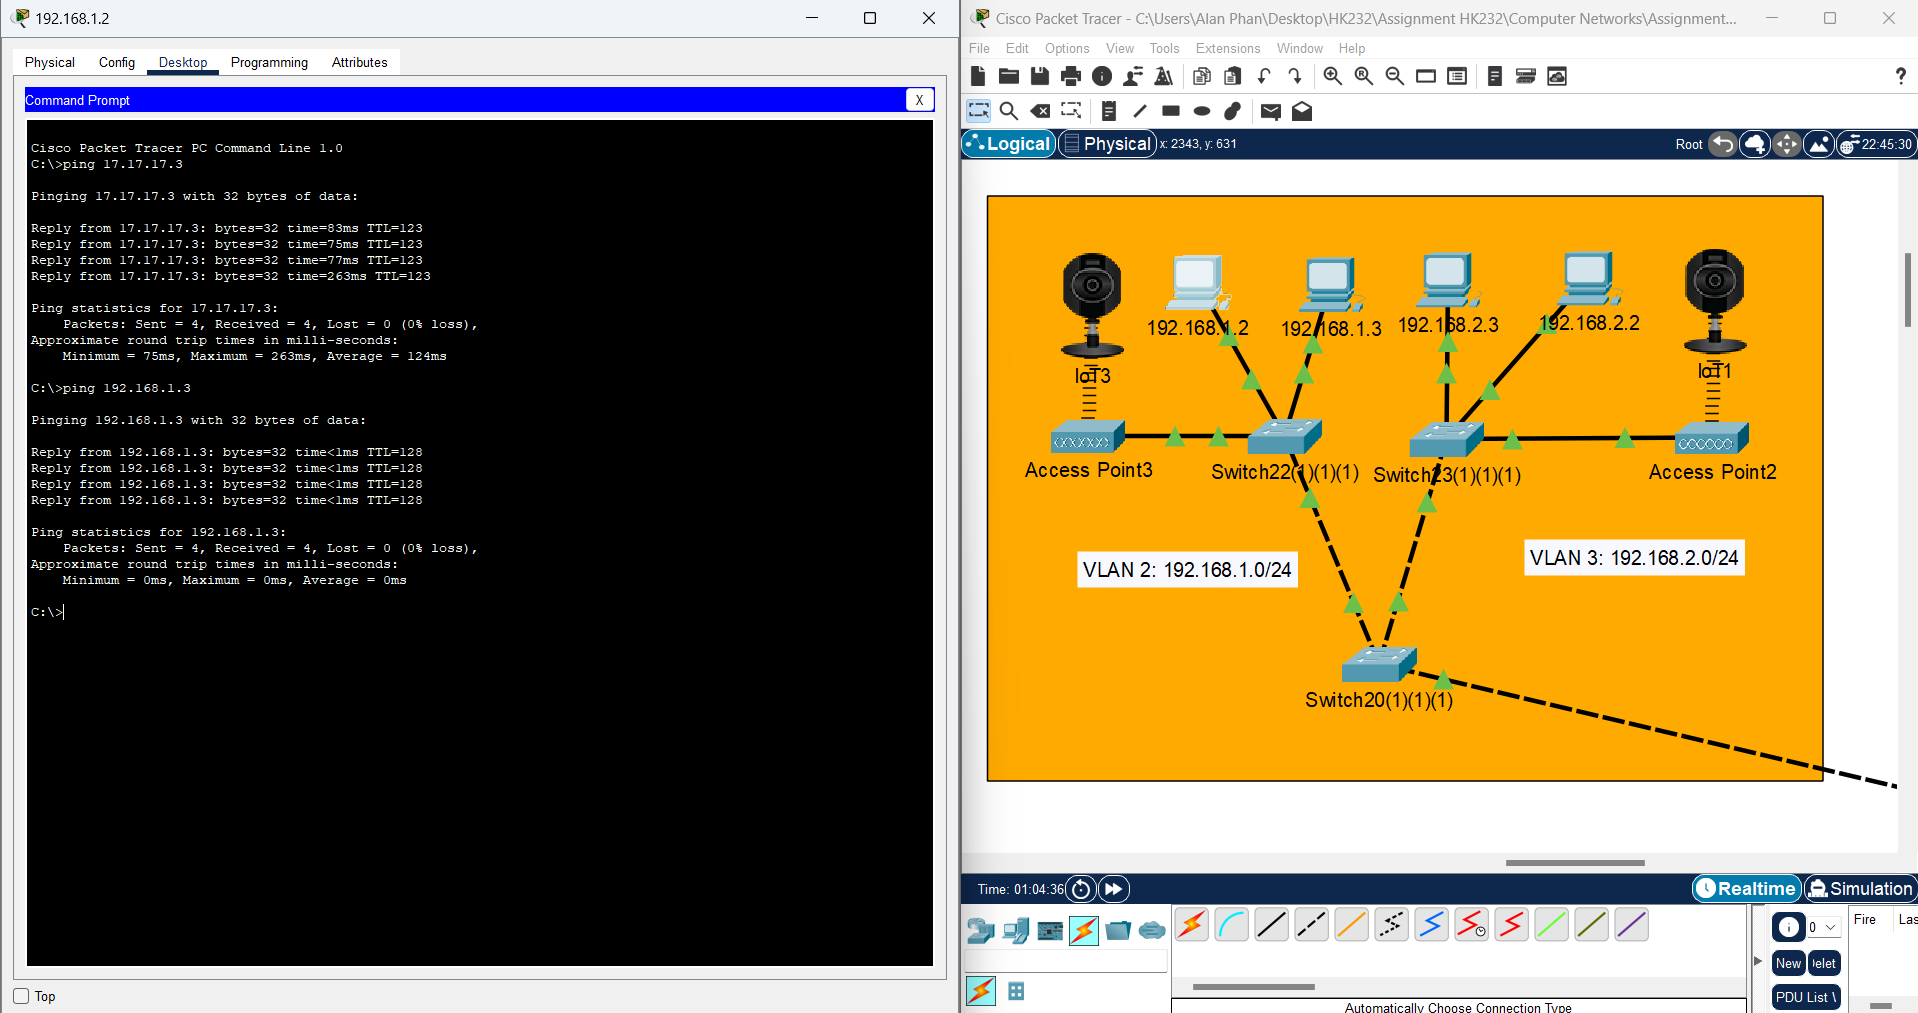 192.168.1.2
Physical Config Desktop Programming Attributes
Command Prompt
X
Cisco Packet Tracer PC Command Line 1.0
C:\>ping 17.17.17.3
Pinging 17.17.17.3 with 32 bytes of data:
Reply from 17.17.17.3: bytes=32 time=83ms TTL=123
Reply from 17.17.17.3: bytes=32 time=75ms TTL=123
Reply from 17.17.17.3: bytes=32 time=77ms TTL=123
Reply from 17.17.17.3: bytes=32 time=263ms TTL=123
Ping statistics for 17.17.17.3:
Packets: Sent = 4, Received = 4, Lost = 0 (0% loss),
Approximate round trip times in milli-seconds:
Minimum = 75ms, Maximum = 263ms, Average = 124ms
C:\>ping 192.168.1.3
Pinging 192.168.1.3 with 32 bytes of data:
Reply from 192.168.1.3: bytes=32 time<1ms TTL=128
Reply from 192.168.1.3: bytes=32 time<1ms TTL=128
Reply from 192.168.1.3: bytes=32 time<1ms TTL=128
Reply from 192.168.1.3: bytes=32 time<1ms TTL=128
Ping statistics for 192.168.1.3:
Packets: Sent = 4, Received = 4, Lost = 0 (0% loss),
Approximate round trip times in milli-seconds:
Minimum = 0ms, Maximum = 0ms, Average = 0ms
C:\>
Top
Cisco Packet Tracer - C:\Users\Alan Phan\Desktop\HK232\Assignment HK232\Computer Networks\Assignment...
File Edit Options View Tools Extensions Window Help
?
Logical Physical x: 2343, y: 631 Root 22:45:30
192.168.1.2 192.168.1.3 192.168.2.3 192.168.2.2
IoT3 IoT1
Access Point3 Switch22(1)(1)(1) Switch23(1)(1)(1) Access Point2
VLAN 2: 192.168.1.0/24 VLAN 3: 192.168.2.0/24
Switch20(1)(1)(1)
Time: 01:04:36 Realtime Simulation
0 Fire Las
New Delet
PDU List \
Automatically Choose Connection Type